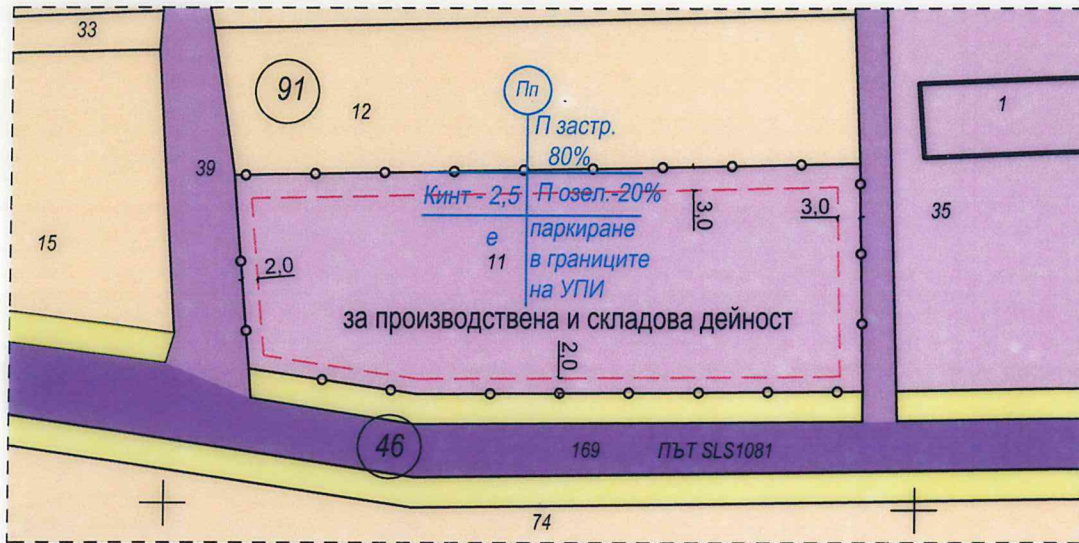 33
91
12
Пп
П застр.
80%
1
39
Кинт - 2,5
П озел.-20%
3,0
3,0
35
15
е
11
паркиране
в границите
на УПИ
2,0
за производствена и складова дейност
2,0
46
169
ПЪТ SLS1081
74